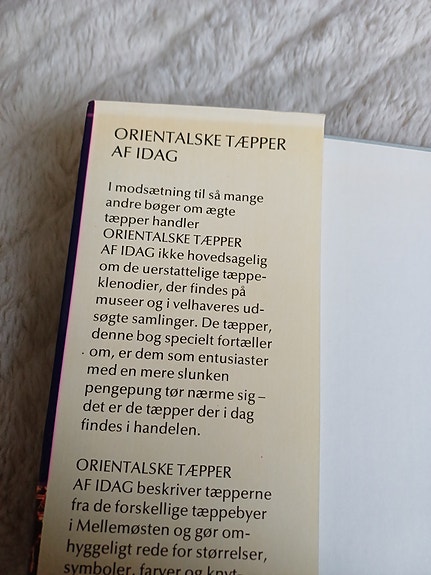 ORIENTALSKE TÆPPER
AF IDAG
I modsætning til så mange
andre bøger om ægte
tæpper handler
ORIENTALSKE TÆPPER
AF IDAG ikke hovedsagelig
om de uerstattelige tæppe-
klenodier, der findes på
museer og i velhaveres ud-
søgte samlinger. De tæpper,
denne bog specielt fortæller
om, er dem som entusiaster
med en mere slunken
pengepung tør nærme sig –
det er de tæpper der i dag
findes i handelen.
ORIENTALSKE TÆPPER
AF IDAG beskriver tæpperne
fra de forskellige tæppebyer
i Mellemøsten og gør om-
hyggeligt rede for størrelser,
symboler, farver og knyt-